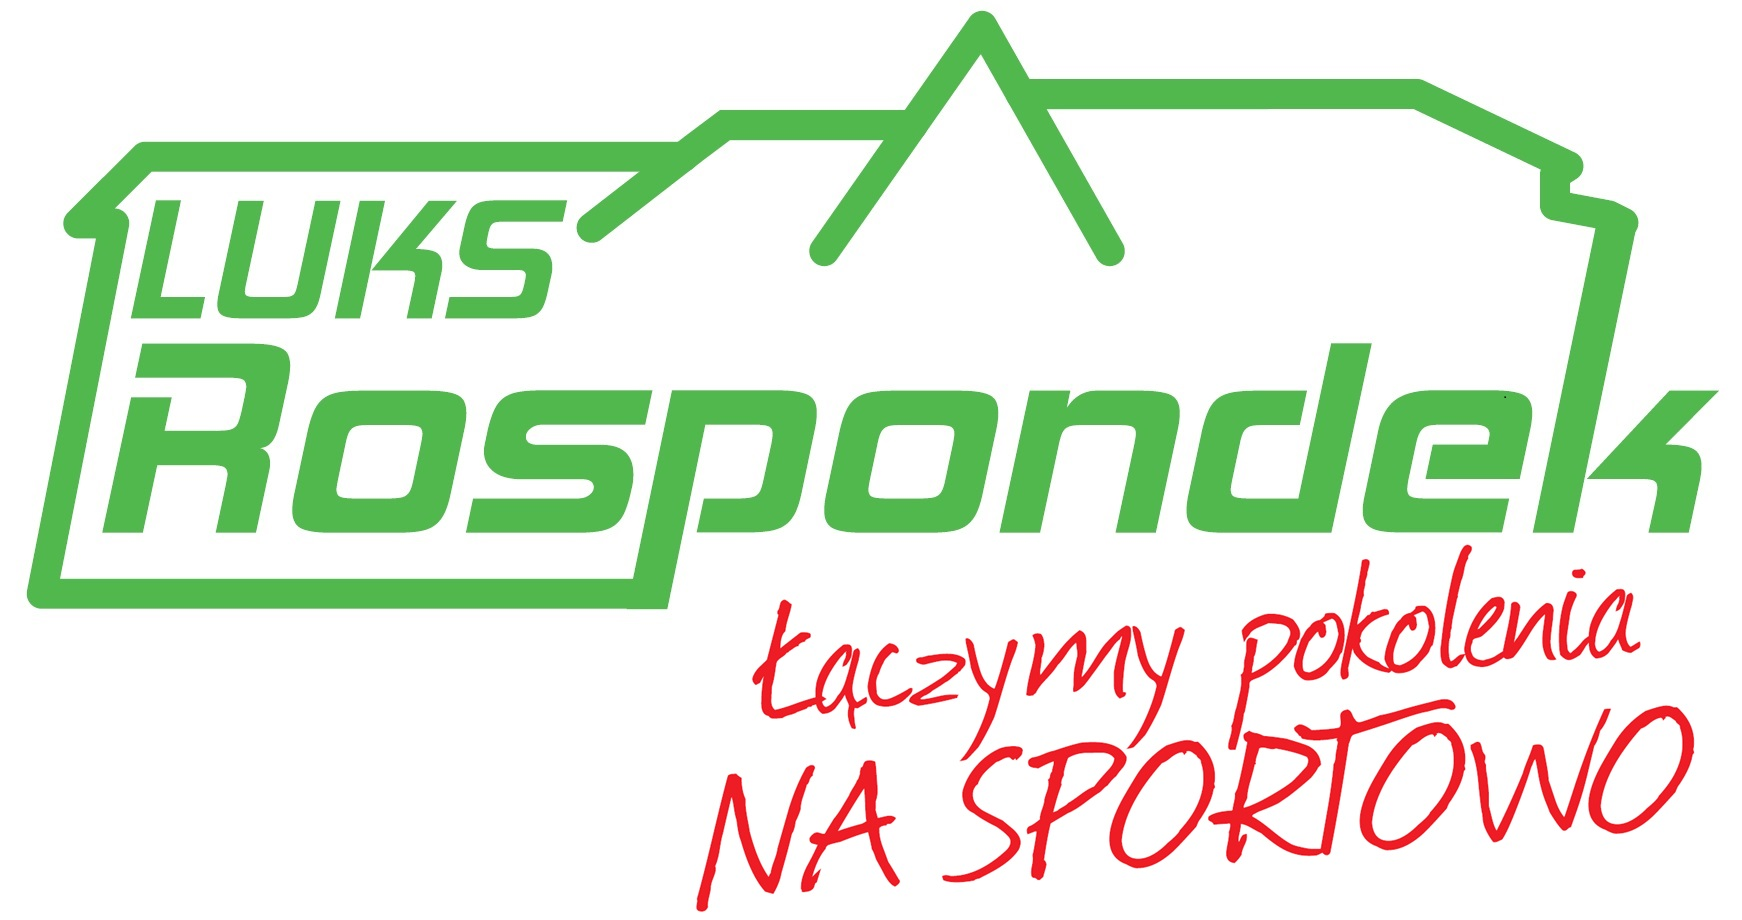 LUKS
Rospondek
Łączymy pokolenia
NA SPORTOWO